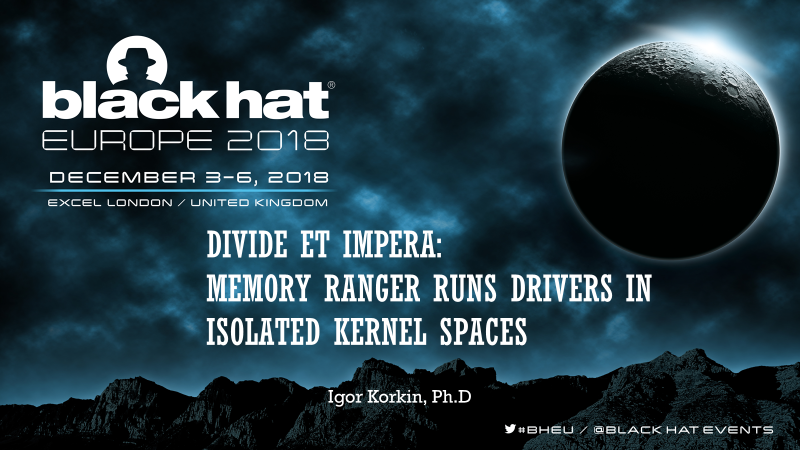 black hat®
EUROPE 2018
DECEMBER 3-6, 2018
EXCEL LONDON / UNITED KINGDOM
DIVIDE ET IMPERA:
MEMORY RANGER RUNS DRIVERS IN
ISOLATED KERNEL SPACES
Igor Korkin, Ph.D
#BHEU / @BLACK HAT EVENTS